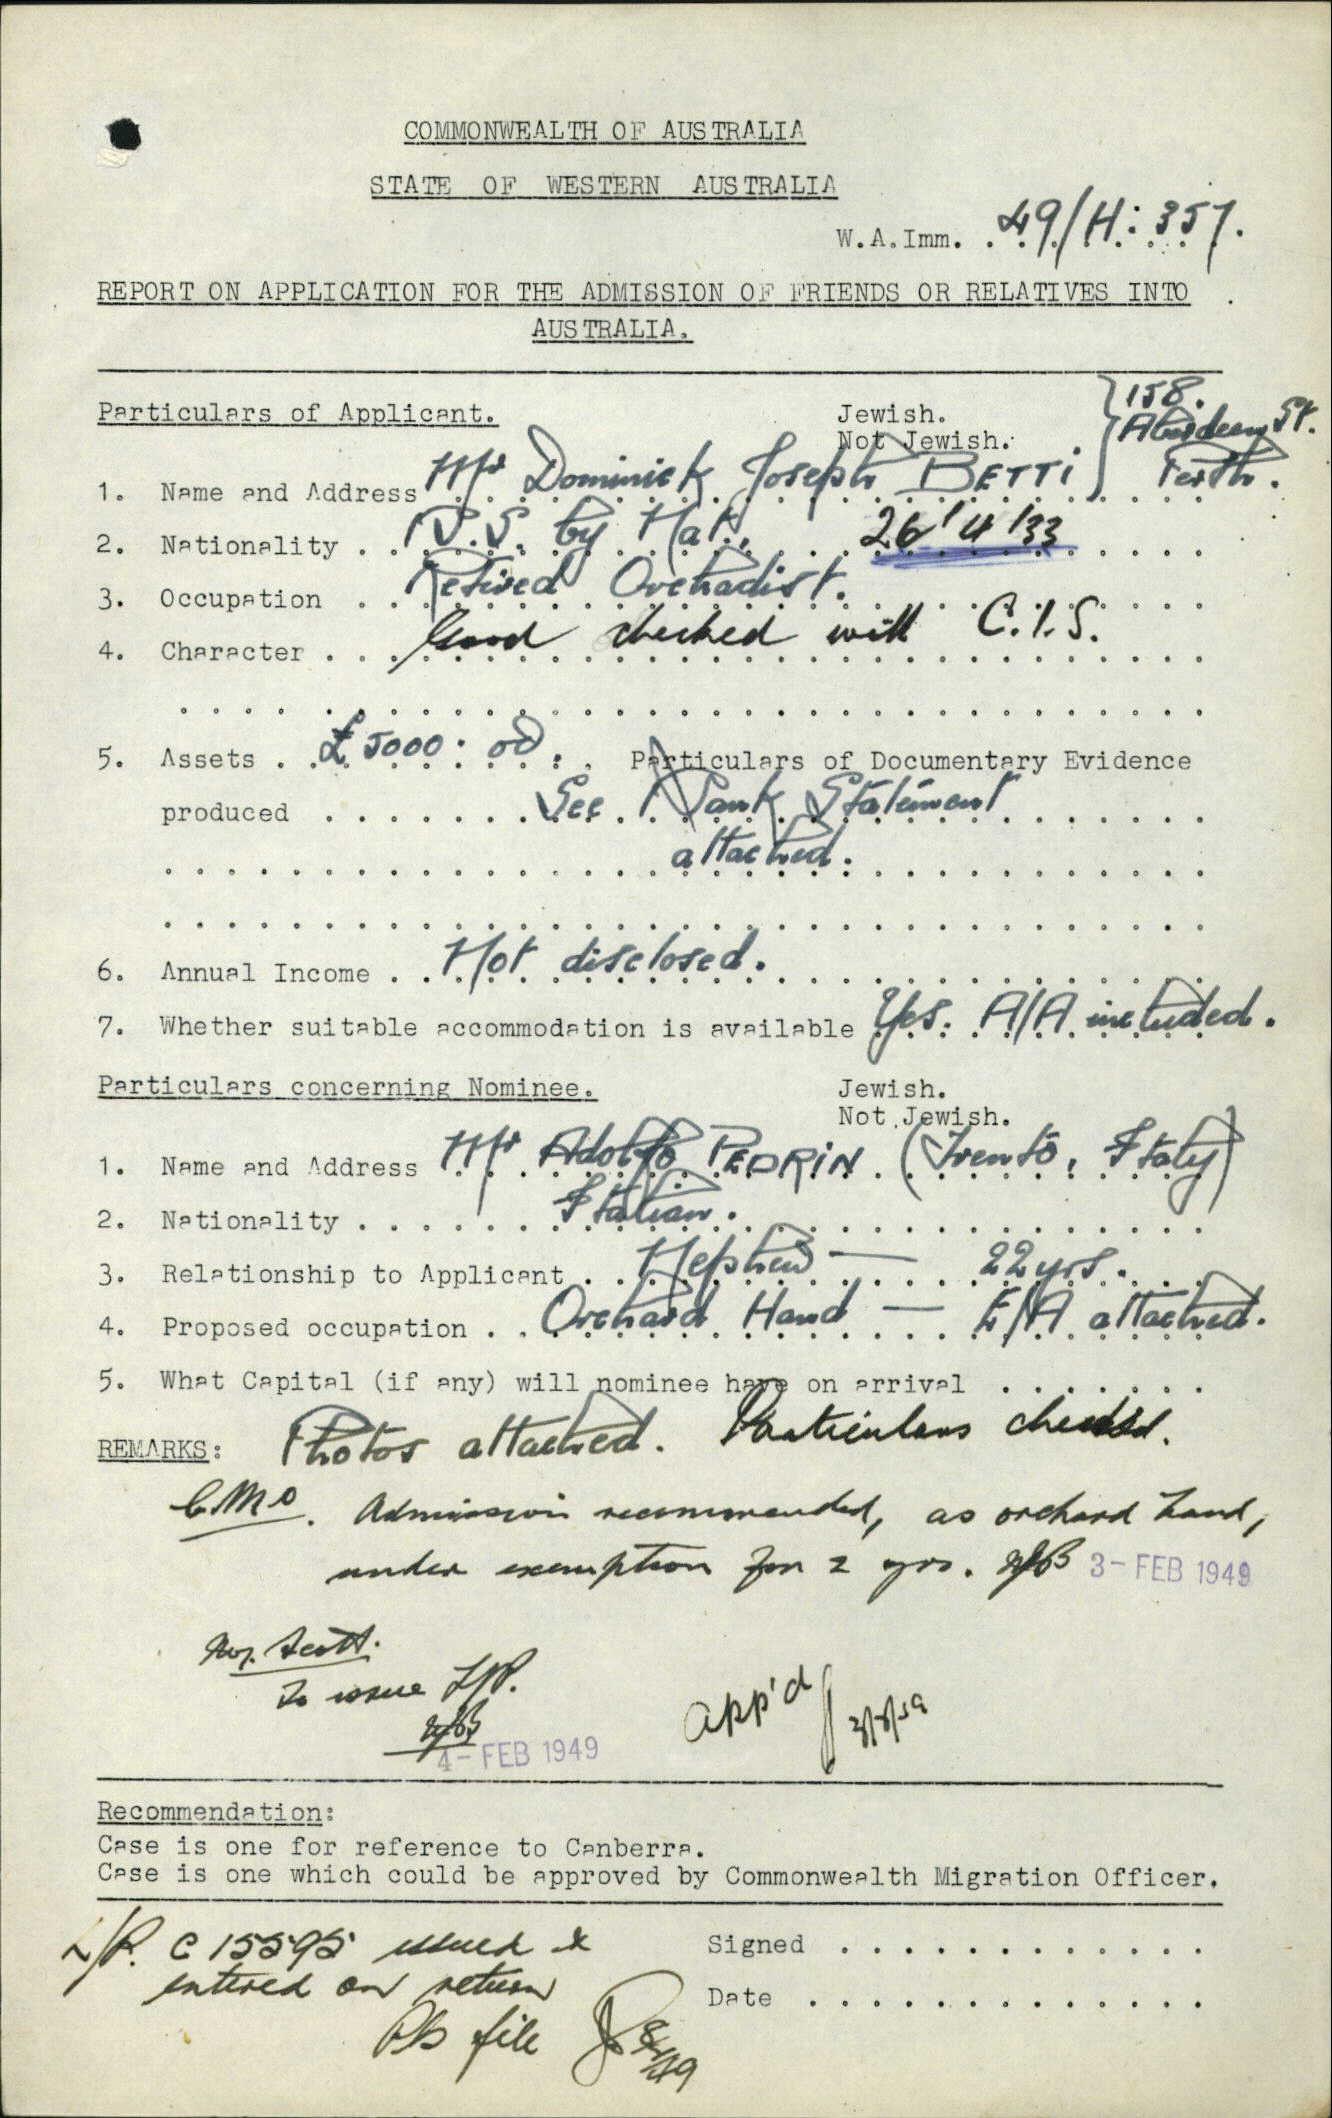 COMMONWEALTH OF AUSTRALIA
STATE OF WESTERN AUSTRALIA
W.A.Imm. 49/H:357.
REPORT ON APPLICATION FOR THE ADMISSION OF FRIENDS OR RELATIVES INTO
AUSTRALIA.
Particulars of Applicant. Jewish.
Not Jewish.
158.
Aberdeen St.
Perth.
1. Name and Address Mr Dominick Joseph BETTi
2. Nationality . . B.S. by Nat. 26/4/33
3. Occupation . . Retired Orchadist.
4. Character . . . Good checked with C.I.S.
5. Assets . . £5000: od. Particulars of Documentary Evidence
produced . . . . . . . See Bank Statement
attached.
6. Annual Income . . Not disclosed.
7. Whether suitable accommodation is available Yes. A/A included.
Particulars concerning Nominee. Jewish.
Not Jewish.
1. Name and Address Mr Adolfo PEDRiN. (Trento, Italy)
2. Nationality . . . . . . Italian.
3. Relationship to Applicant . . Nephew — 22 yrs.
4. Proposed occupation . . Orchard Hand — E/A attached.
5. What Capital (if any) will nominee have on arrival . . . . . . .
REMARKS: Photos attached. Particulars checked.
C.M.O. Admission recommended, as orchard hand,
under exemption for 2 yrs. 3-FEB 1949
Mr. Scott.
To issue L/P.
4-FEB 1949
App'd
Recommendation:
Case is one for reference to Canberra.
Case is one which could be approved by Commonwealth Migration Officer.
L/P. C 15595 issued &
entered on return
Pls file
Signed . . . . . . . . . . . .
Date . . . . . . . . . . . . .